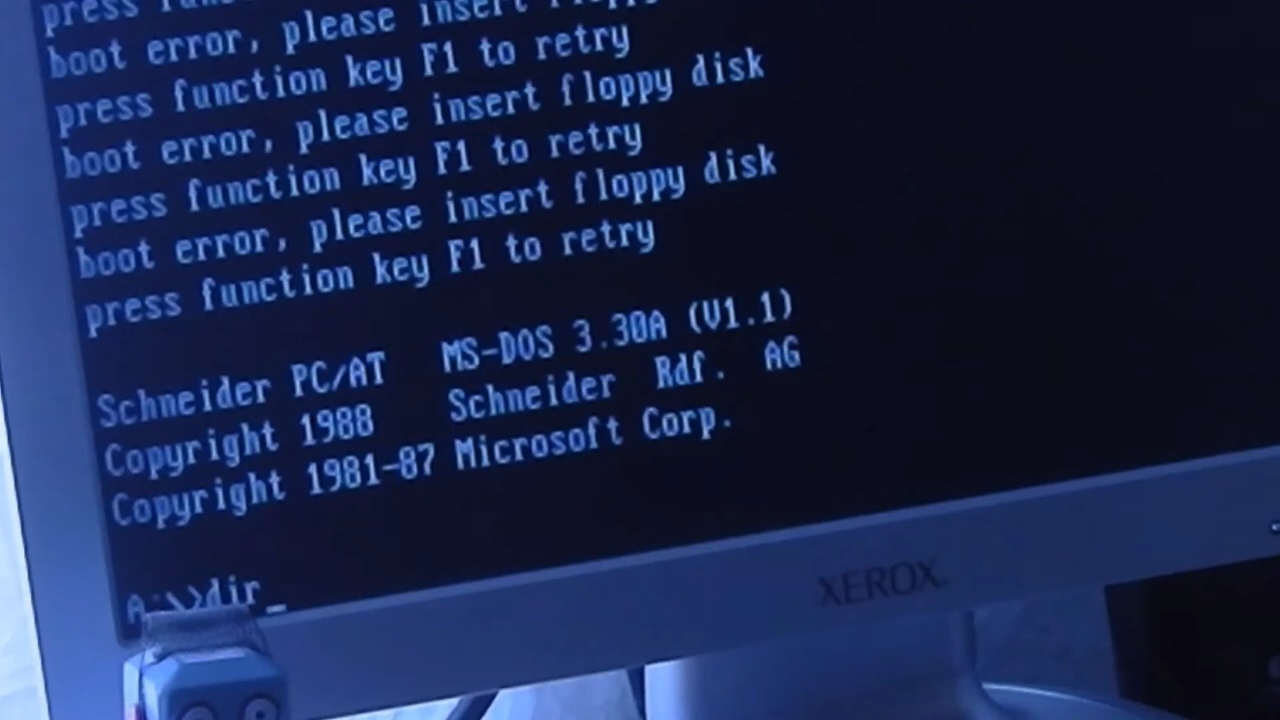 press
boot error, please insert floppy
press function key F1 to retry
boot error, please insert floppy disk
press function key F1 to retry
boot error, please insert floppy disk
press function key F1 to retry
Schneider PC/AT MS-DOS 3.30A (V1.1)
Copyright 1988 Schneider Rdf. AG
Copyright 1981-87 Microsoft Corp.
A:\>dir_
XEROX